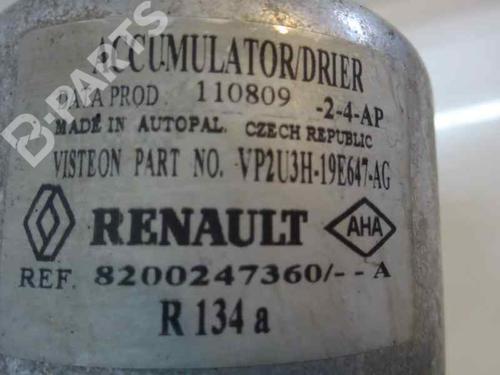 ACCUMULATOR/DRIER
DATA PROD 110809 -2-4-AP
MADE IN AUTOPAL, CZECH REPUBLIC
VISTEON PART NO. VP2U3H-19E647-AG
RENAULT AHA
REF. 8200247360/-- A
R 134 a